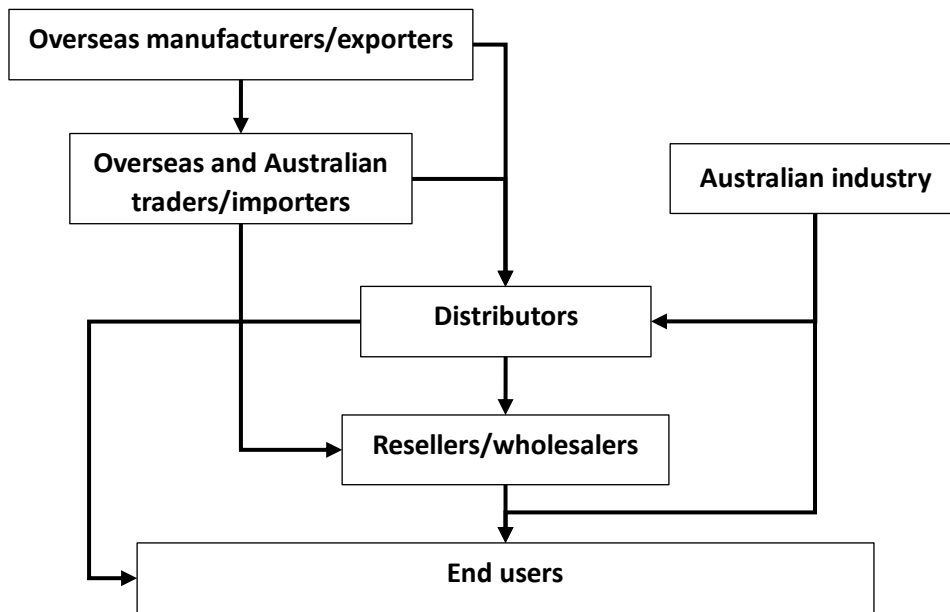 Overseas manufacturers/exporters
Overseas and Australian
traders/importers
Australian industry
Distributors
Resellers/wholesalers
End users